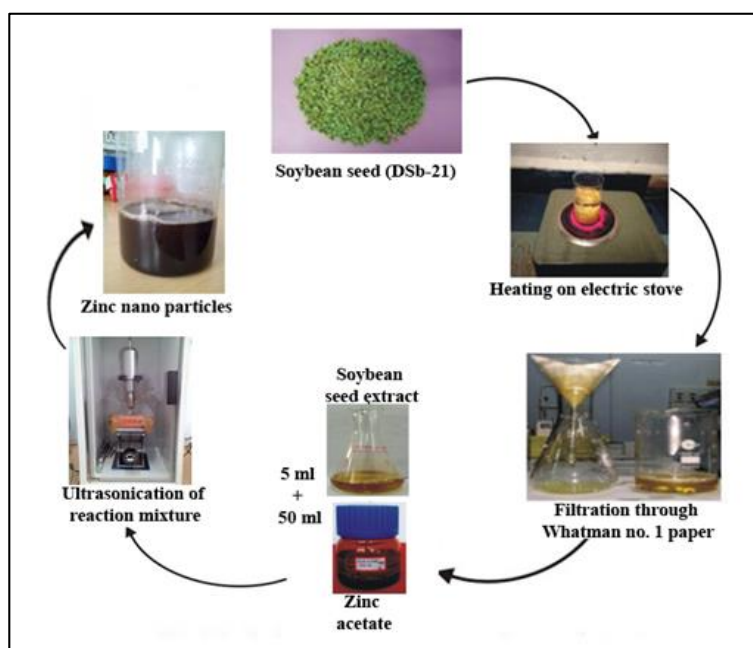 Soybean seed (DSb-21)
Heating on electric stove
Filtration through
Whatman no. 1 paper
Soybean
seed extract
5 ml
+
50 ml
Zinc
acetate
Ultrasonication of
reaction mixture
Zinc nano particles